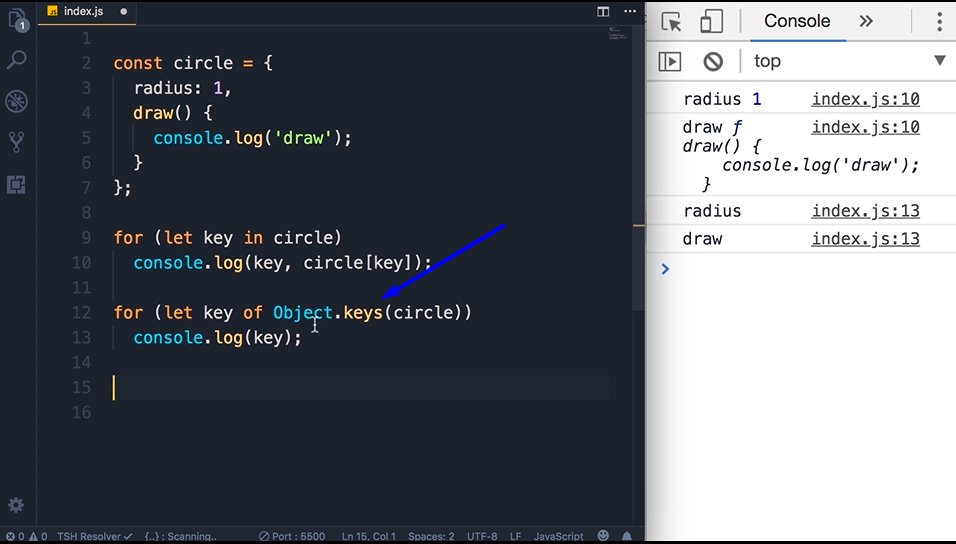 index.js
1
2 const circle = {
3 radius: 1,
4 draw() {
5 console.log('draw');
6 }
7 };
8
9 for (let key in circle)
10 console.log(key, circle[key]);
11
12 for (let key of Object.keys(circle))
13 console.log(key);
14
15
16
1
0 0 TSH Resolver {..} : Scanning.. Port : 5500 Ln 15, Col 1 Spaces: 2 UTF-8 LF JavaScript
Console
top
radius 1 index.js:10
draw ƒ index.js:10
draw() {
console.log('draw');
}
radius index.js:13
draw index.js:13